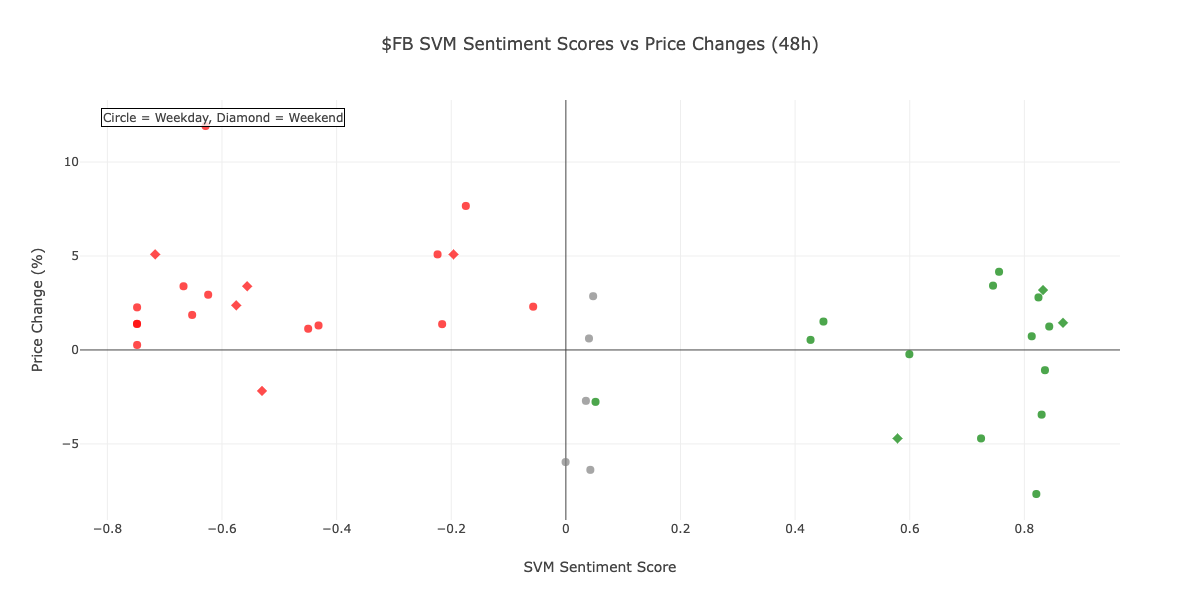 $FB SVM Sentiment Scores vs Price Changes (48h)
Circle = Weekday, Diamond = Weekend
10
5
0
−5
Price Change (%)
−0.8 −0.6 −0.4 −0.2 0 0.2 0.4 0.6 0.8
SVM Sentiment Score